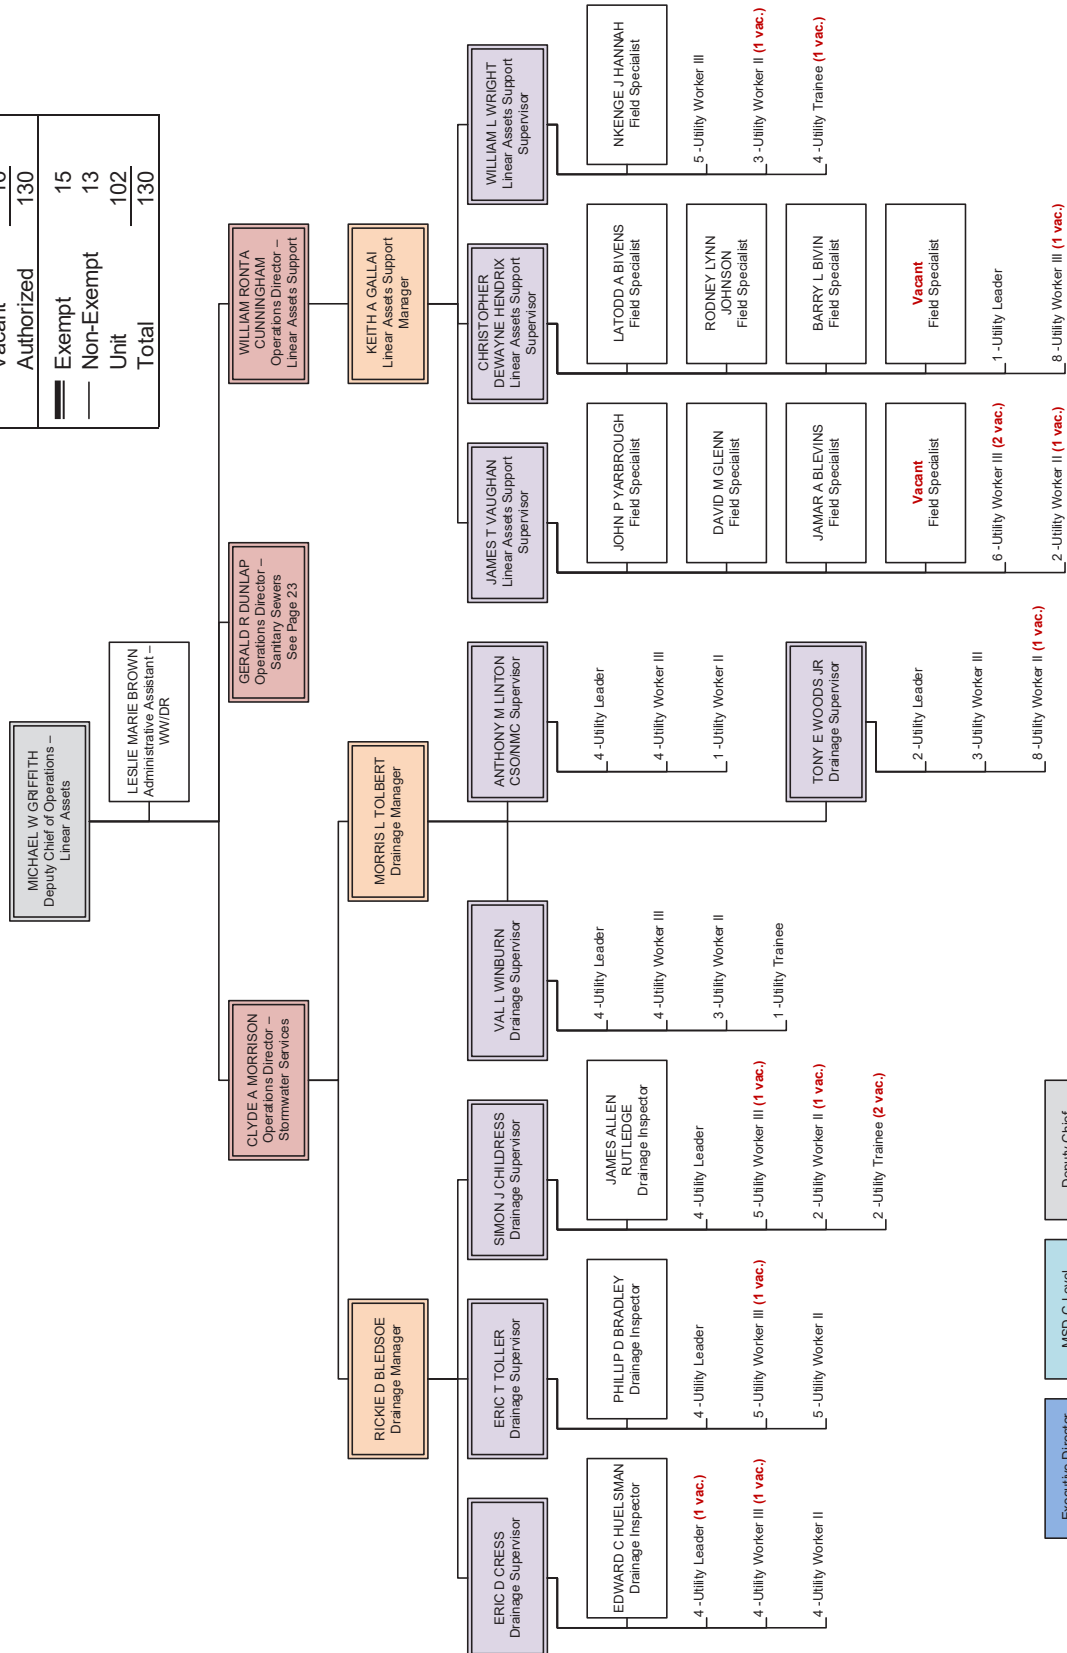 Vacant
Authorized 130
Exempt 15
Non-Exempt 13
Unit 102
Total 130
MICHAEL W GRIFFITH
Deputy Chief of Operations –
Linear Assets
LESLIE MARIE BROWN
Administrative Assistant –
WW/DR
CLYDE A MORRISON
Operations Director –
Stormwater Services
GERALD R DUNLAP
Operations Director –
Sanitary Sewers
See Page 23
WILLIAM RONTA
CUNNINGHAM
Operations Director –
Linear Assets Support
RICKIE D BLEDSOE
Drainage Manager
MORRIS L TOLBERT
Drainage Manager
KEITH A GALLAI
Linear Assets Support
Manager
ERIC D CRESS
Drainage Supervisor
EDWARD C HUELSMAN
Drainage Inspector
4 -Utility Leader (1 vac.)
4 -Utility Worker III (1 vac.)
4 -Utility Worker II
ERIC T TOLLER
Drainage Supervisor
PHILLIP D BRADLEY
Drainage Inspector
4 -Utility Leader
5 -Utility Worker III (1 vac.)
5 -Utility Worker II
SIMON J CHILDRESS
Drainage Supervisor
JAMES ALLEN
RUTLEDGE
Drainage Inspector
4 -Utility Leader
5 -Utility Worker III (1 vac.)
2 -Utility Worker II (1 vac.)
2 -Utility Trainee (2 vac.)
VAL L WINBURN
Drainage Supervisor
4 -Utility Leader
4 -Utility Worker III
3 -Utility Worker II
1 -Utility Trainee
ANTHONY M LINTON
CSO/NMC Supervisor
4 -Utility Leader
4 -Utility Worker III
1 -Utility Worker II
TONY E WOODS JR
Drainage Supervisor
2 -Utility Leader
3 -Utility Worker III
8 -Utility Worker II (1 vac.)
JAMES T VAUGHAN
Linear Assets Support
Supervisor
JOHN P YARBROUGH
Field Specialist
DAVID M GLENN
Field Specialist
JAMAR A BLEVINS
Field Specialist
Vacant
Field Specialist
6 -Utility Worker III (2 vac.)
2 -Utility Worker II (1 vac.)
CHRISTOPHER
DEWAYNE HENDRIX
Linear Assets Support
Supervisor
LATODD A BIVENS
Field Specialist
RODNEY LYNN
JOHNSON
Field Specialist
BARRY L BIVIN
Field Specialist
Vacant
Field Specialist
1 -Utility Leader
8 -Utility Worker III (1 vac.)
WILLIAM L WRIGHT
Linear Assets Support
Supervisor
NKENGE J HANNAH
Field Specialist
5 -Utility Worker III
3 -Utility Worker II (1 vac.)
4 -Utility Trainee (1 vac.)
Executive Director
MSD C-Level
Deputy Chief